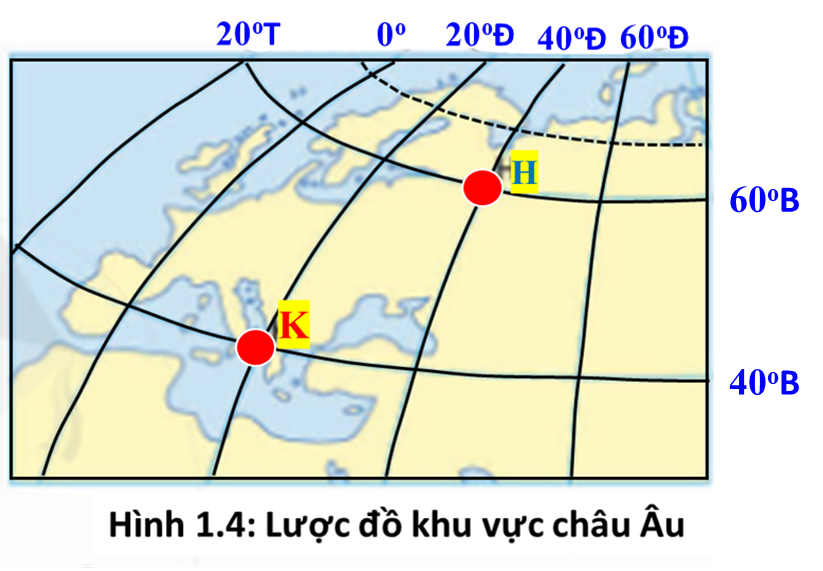 20ºT 0º 20ºĐ 40ºĐ 60ºĐ
H
60ºB
K
40ºB
Hình 1.4: Lược đồ khu vực châu Âu